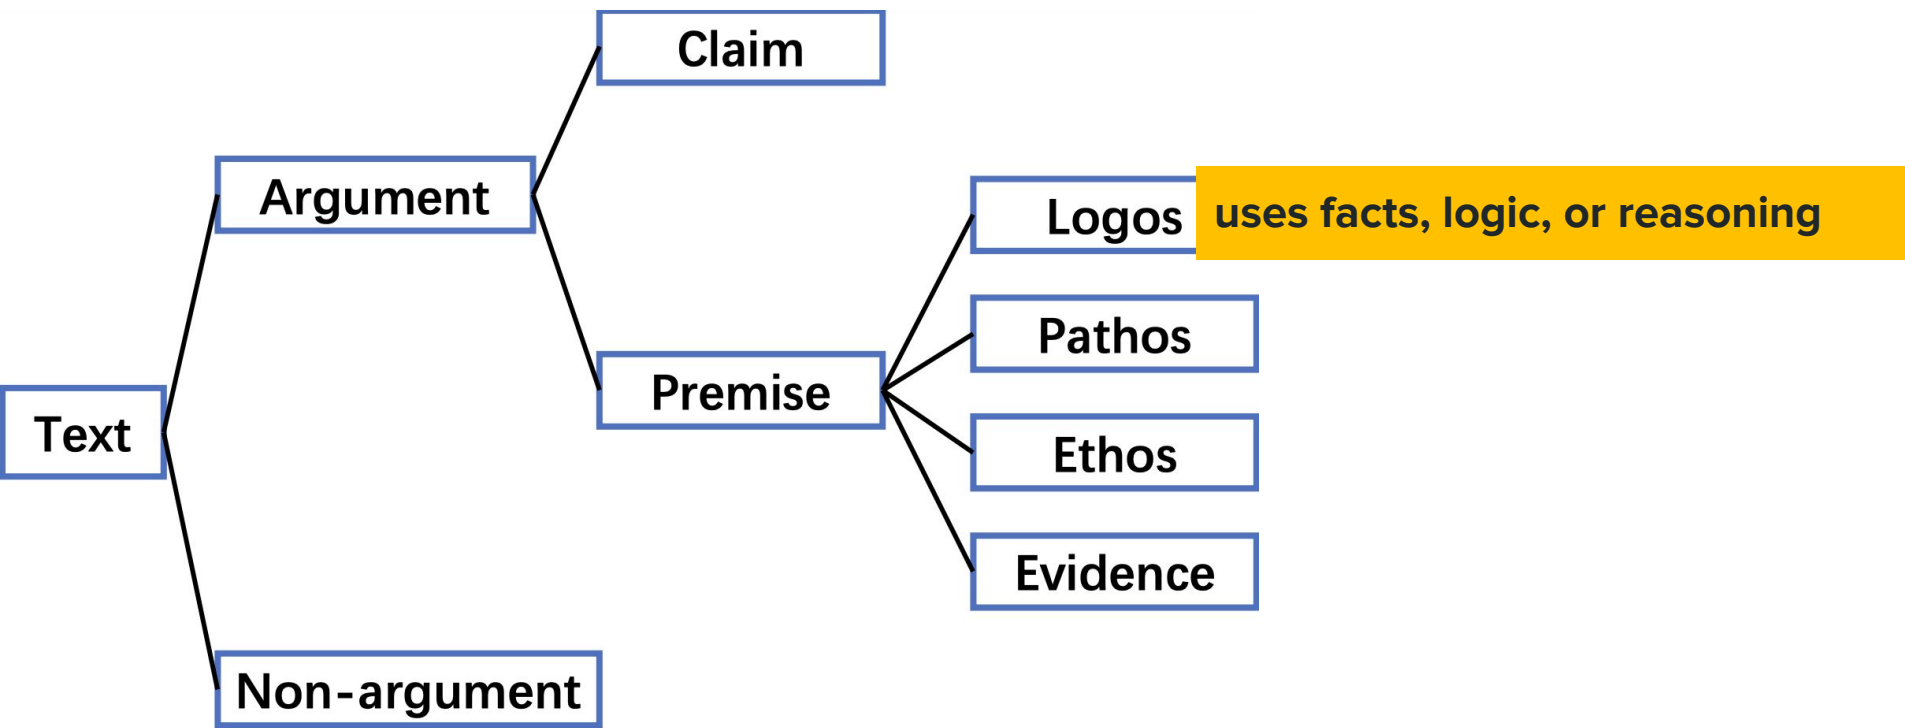 Claim
Argument
Logos
uses facts, logic, or reasoning
Pathos
Premise
Text
Ethos
Evidence
Non-argument